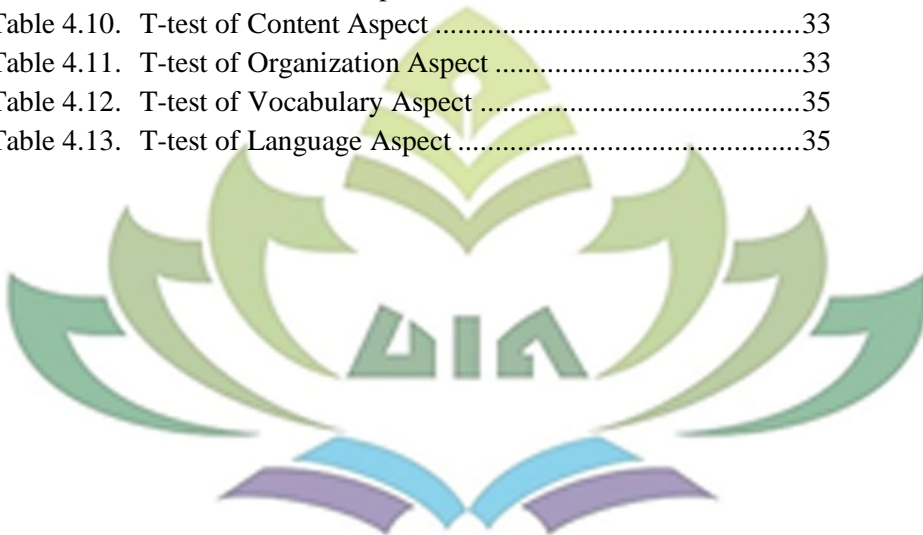 Table 4.10. T-test of Content Aspect ................................................33
Table 4.11. T-test of Organization Aspect ........................................33
Table 4.12. T-test of Vocabulary Aspect ..........................................35
Table 4.13. T-test of Language Aspect .............................................35
UIN